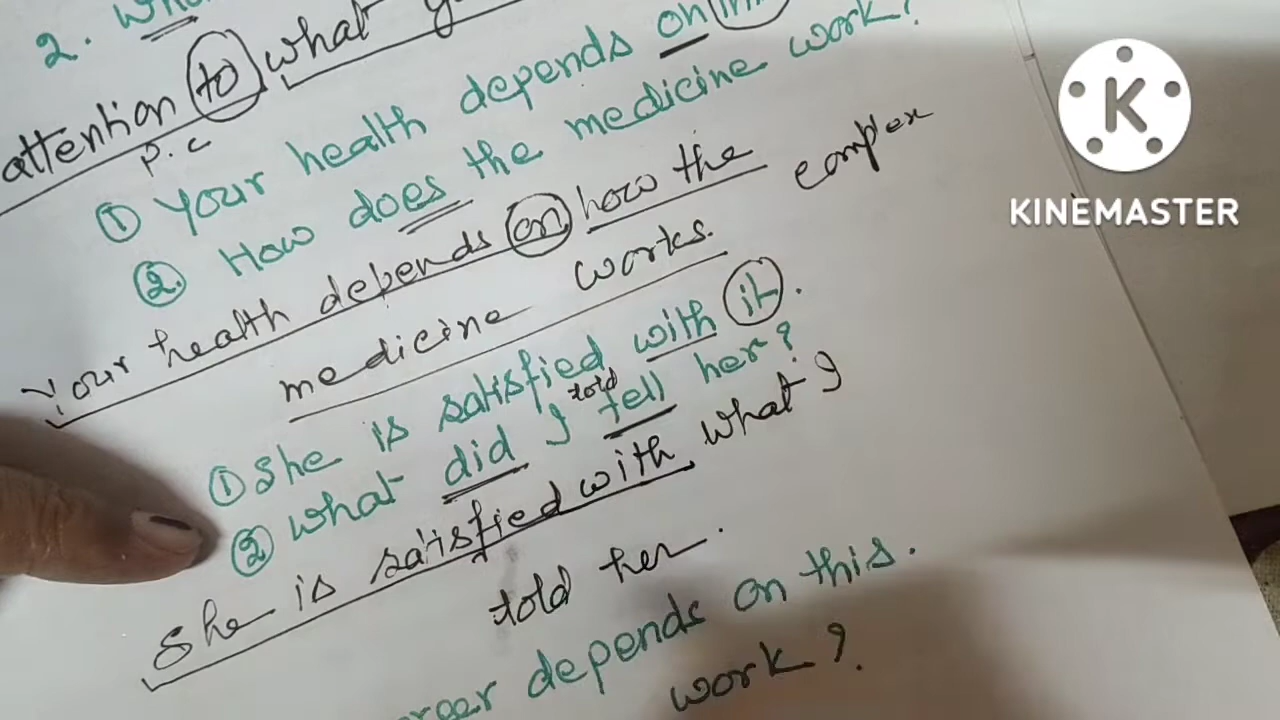 2.
attention to what
P.C
① Your health depends on
② How does the medicine work?
Your health depends on how the
medicine works.
complex
① She is satisfied with it.
② What did I tell her?
told
She is satisfied with what I
told her.
depends on this.
work?
K
KINEMASTER